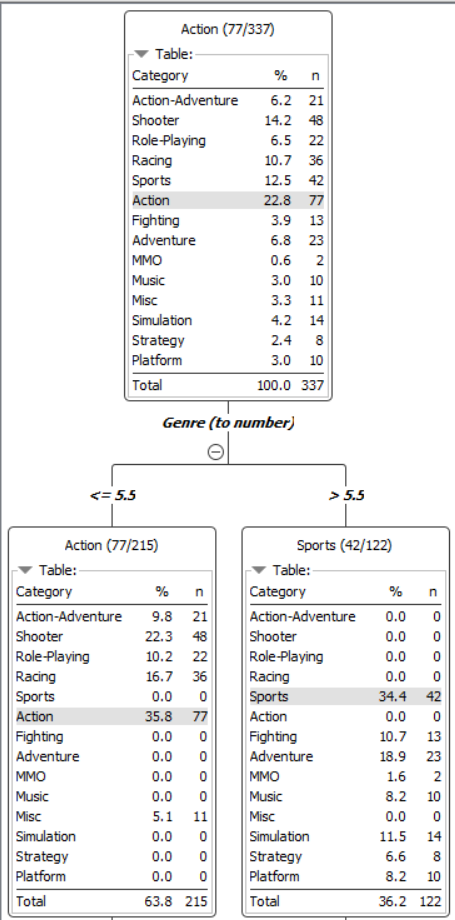 Action (77/337)
Table:
Category % n
Action-Adventure 6.2 21
Shooter 14.2 48
Role-Playing 6.5 22
Racing 10.7 36
Sports 12.5 42
Action 22.8 77
Fighting 3.9 13
Adventure 6.8 23
MMO 0.6 2
Music 3.0 10
Misc 3.3 11
Simulation 4.2 14
Strategy 2.4 8
Platform 3.0 10
Total 100.0 337
Genre (to number)
<= 5.5
> 5.5
Action (77/215)
Table:
Category % n
Action-Adventure 9.8 21
Shooter 22.3 48
Role-Playing 10.2 22
Racing 16.7 36
Sports 0.0 0
Action 35.8 77
Fighting 0.0 0
Adventure 0.0 0
MMO 0.0 0
Music 0.0 0
Misc 5.1 11
Simulation 0.0 0
Strategy 0.0 0
Platform 0.0 0
Total 63.8 215
Sports (42/122)
Table:
Category % n
Action-Adventure 0.0 0
Shooter 0.0 0
Role-Playing 0.0 0
Racing 0.0 0
Sports 34.4 42
Action 0.0 0
Fighting 10.7 13
Adventure 18.9 23
MMO 1.6 2
Music 8.2 10
Misc 0.0 0
Simulation 11.5 14
Strategy 6.6 8
Platform 8.2 10
Total 36.2 122